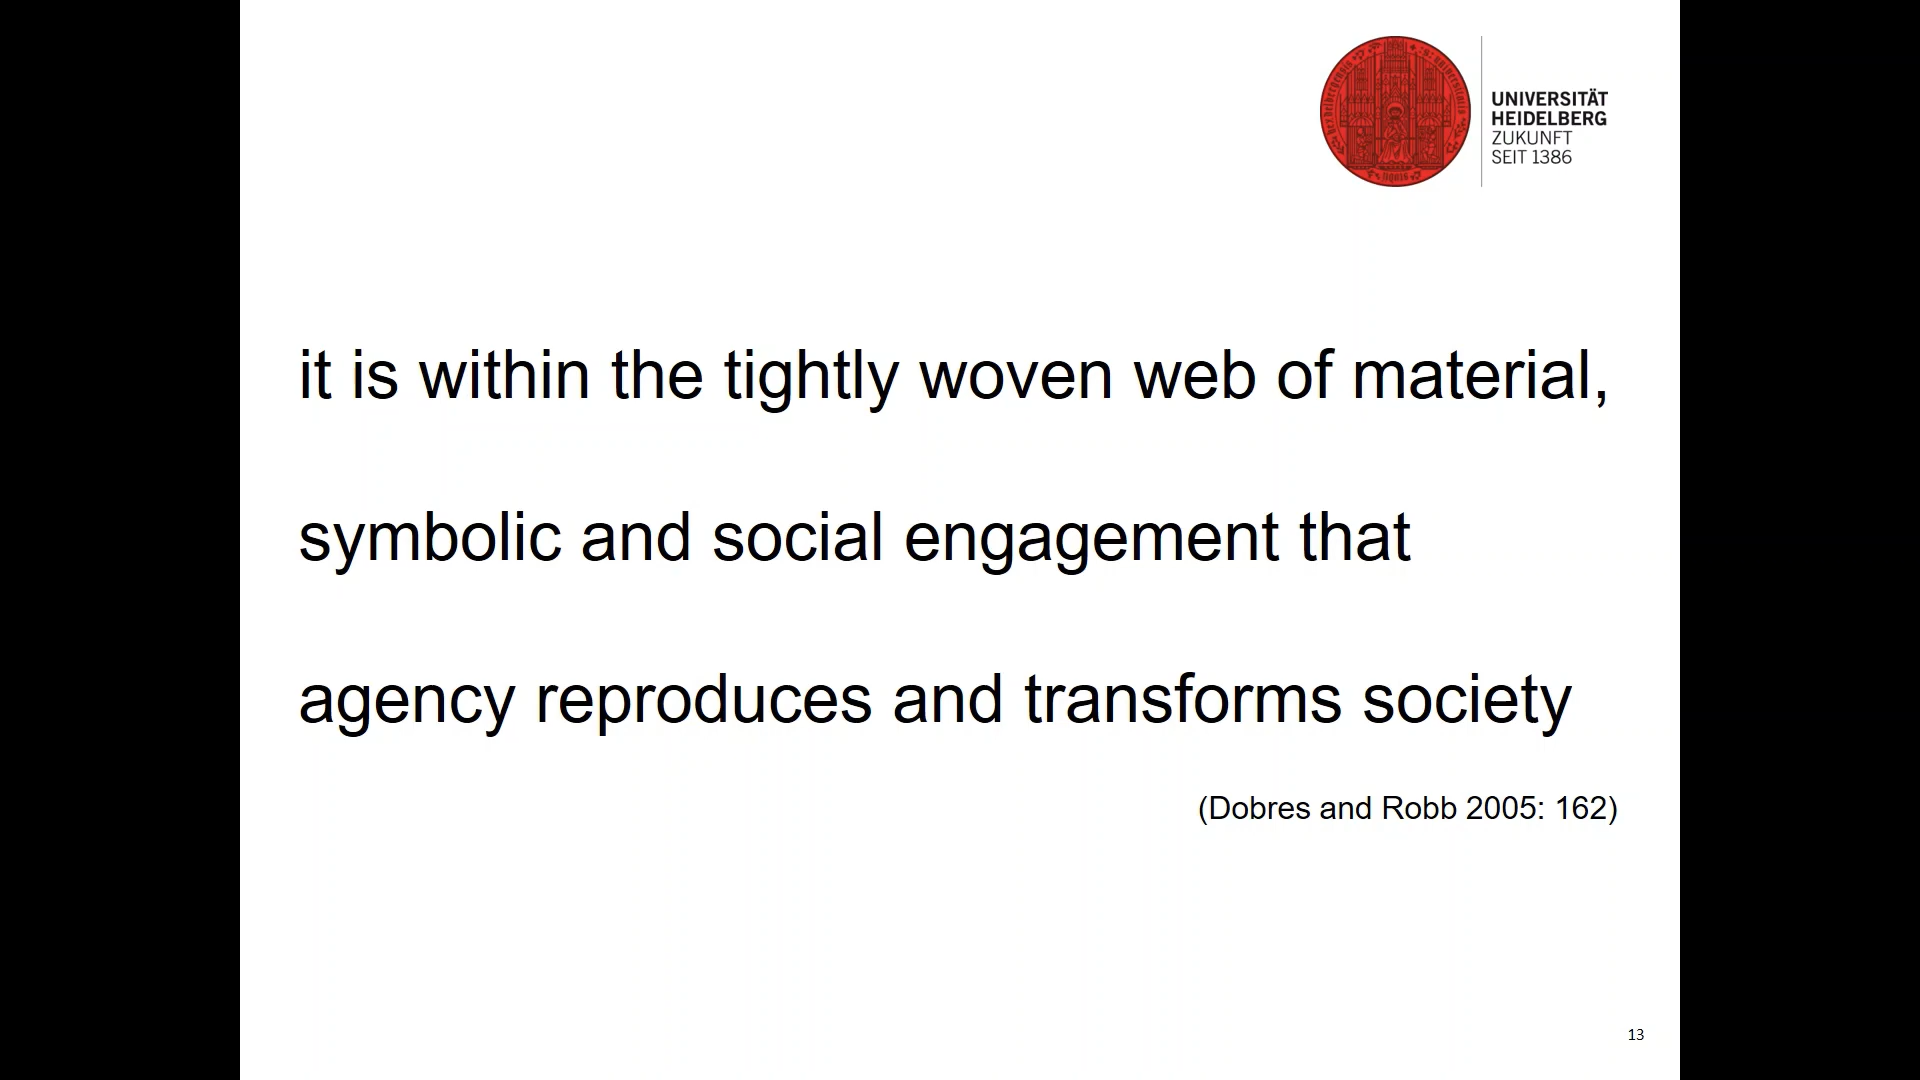 UNIVERSITÄT
HEIDELBERG
ZUKUNFT
SEIT 1386
it is within the tightly woven web of material,
symbolic and social engagement that
agency reproduces and transforms society
(Dobres and Robb 2005: 162)
13